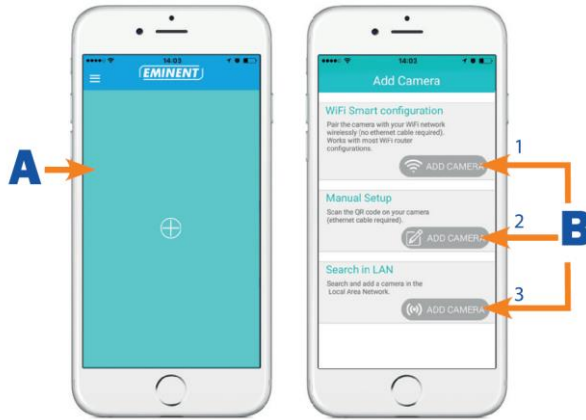 A
14:03
EMINENT
14:03
Add Camera
WiFi Smart configuration
Pair the camera with your WiFi network
wirelessly (no ethernet cable required).
Works with most WiFi router
configurations.
ADD CAMERA
1
Manual Setup
Scan the QR code on your camera
(ethernet cable required).
ADD CAMERA
2
B
Search in LAN
Search and add a camera in the
Local Area Network.
ADD CAMERA
3